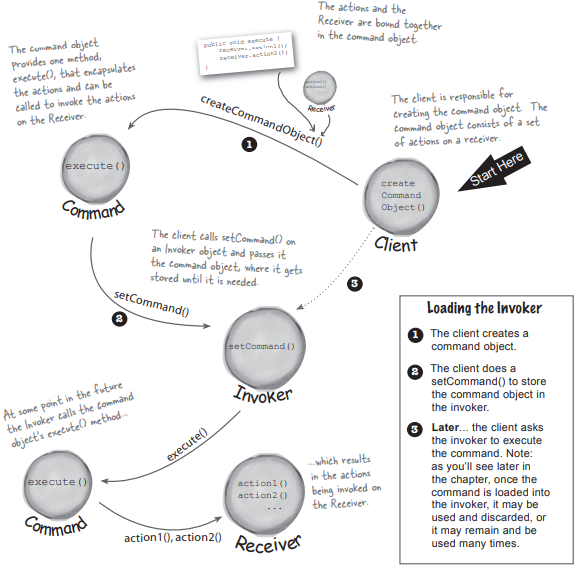 The actions and the
Receiver are bound together
in the command object.
public void execute {
receiver.action1();
receiver.action2();
}
action1()
action2()
...
Receiver
The command object
provides one method,
execute(), that encapsulates
the actions and can be
called to invoke the actions
on the Receiver.
The client is responsible for
creating the command object. The
command object consists of a set
of actions on a receiver.
createCommandObject()
1
Start Here
execute()
Command
create
Command
Object()
Client
The client calls setCommand() on
an Invoker object and passes it
the command object, where it gets
stored until it is needed.
3
setCommand()
2
setCommand()
Invoker
Loading the Invoker
1 The client creates a
command object.
2 The client does a
setCommand() to store
the command object in
the invoker.
3 Later... the client asks
the invoker to execute
the command. Note:
as you'll see later in
the chapter, once the
command is loaded into
the invoker, it may be
used and discarded, or
it may remain and be
used many times.
At some point in the future
the Invoker calls the command
object's execute() method...
execute()
execute()
Command
action1(), action2()
action1()
action2()
...
Receiver
...which results
in the actions
being invoked on
the Receiver.